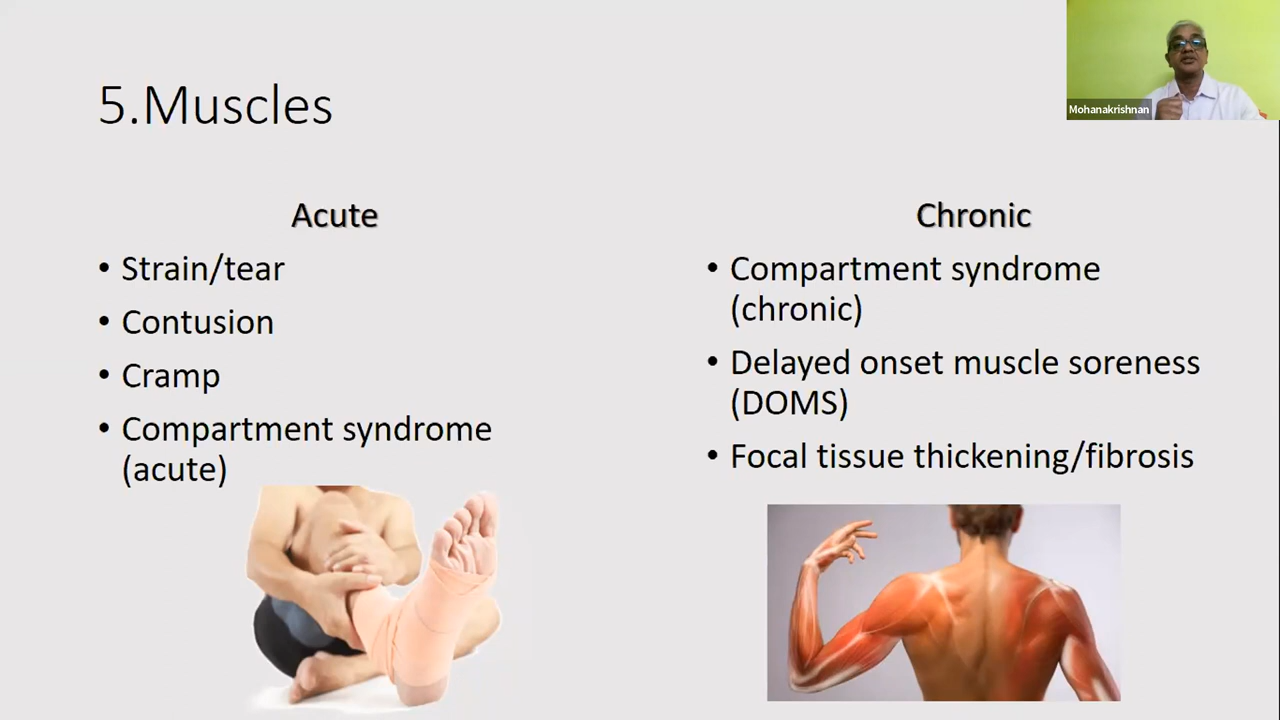 5.Muscles
Mohanakrishnan
Acute
• Strain/tear
• Contusion
• Cramp
• Compartment syndrome
(acute)
Chronic
• Compartment syndrome
(chronic)
• Delayed onset muscle soreness
(DOMS)
• Focal tissue thickening/fibrosis